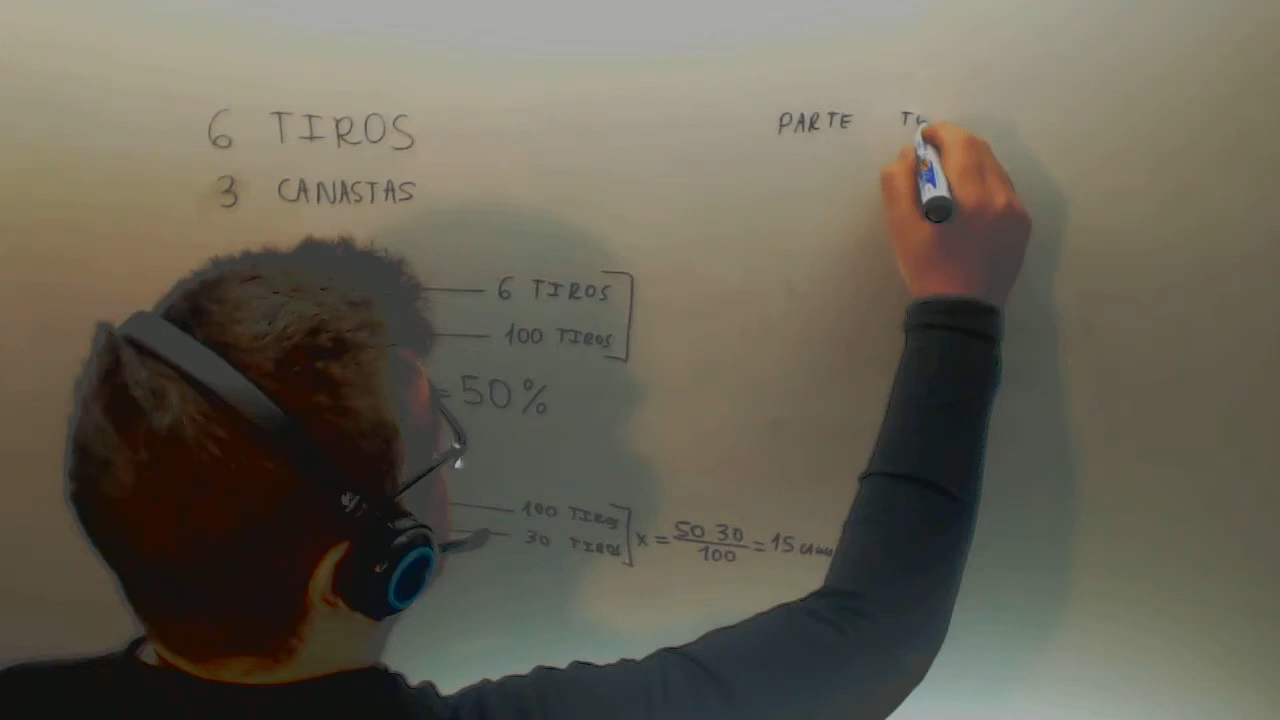 6 TIROS
3 CANASTAS
6 TIROS
100 TIROS
= 50%
100 TIROS
30 TIROS
x = 50 30 / 100 = 15
PARTE